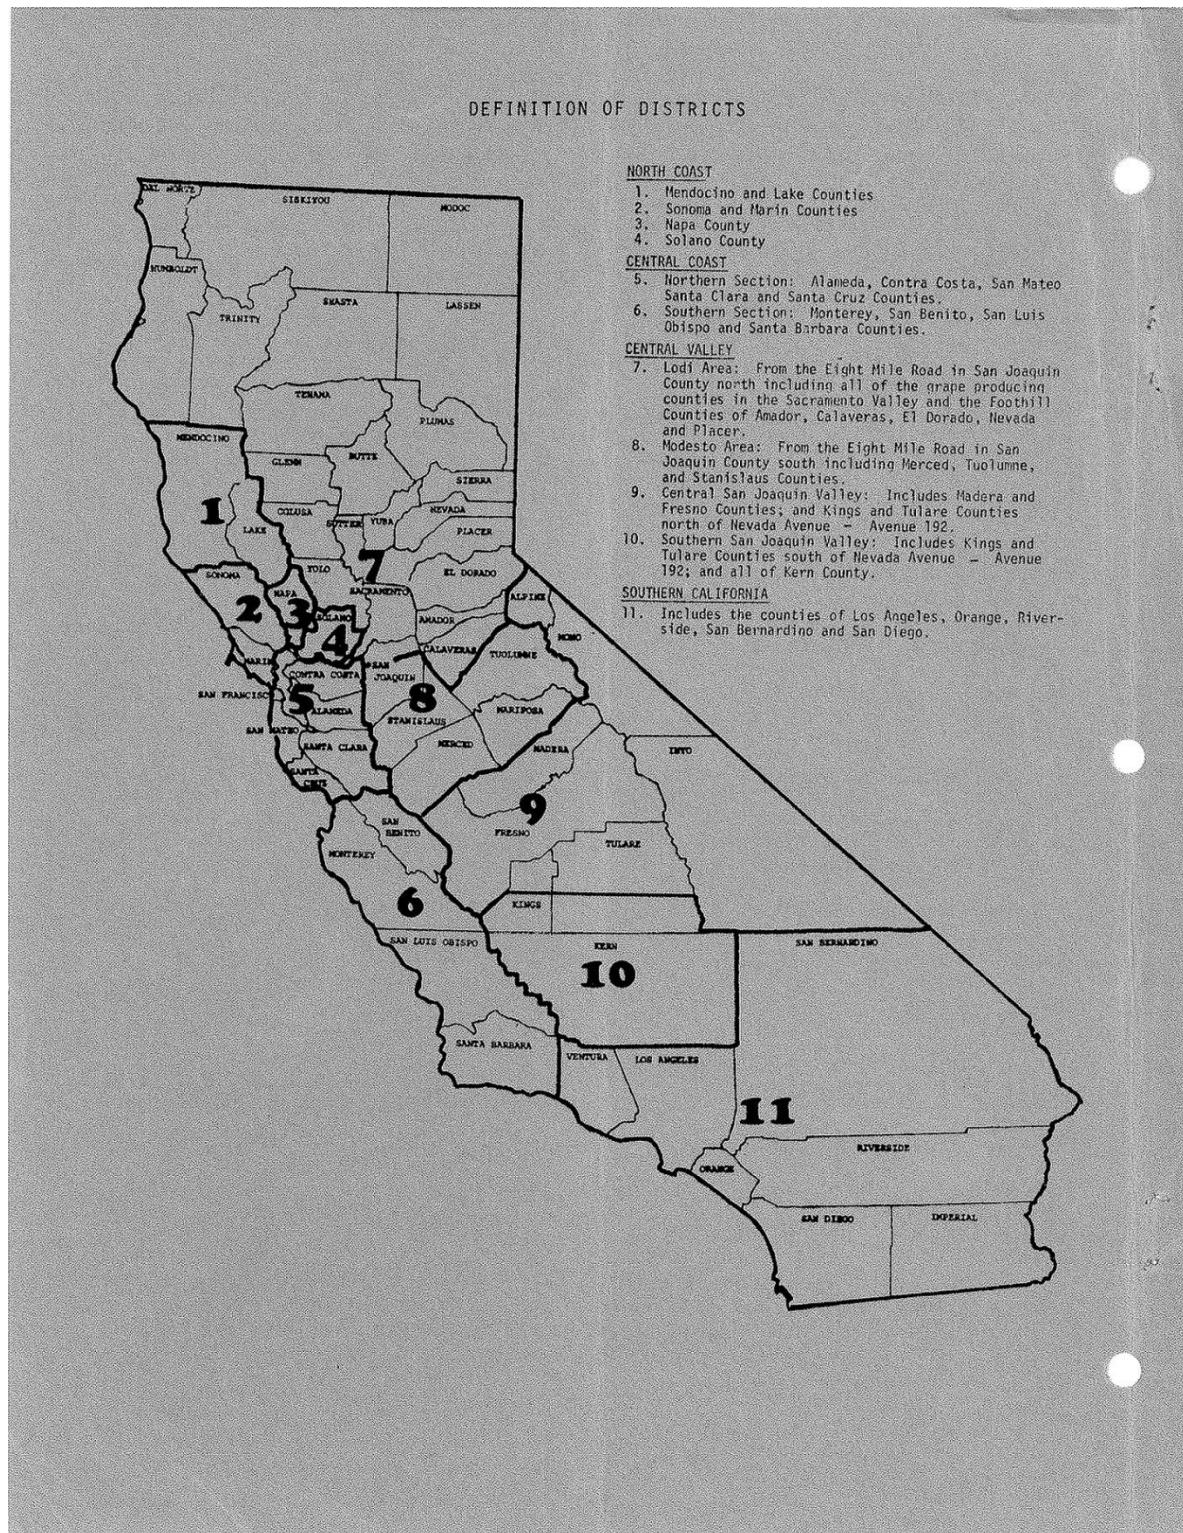 DEFINITION OF DISTRICTS
NORTH COAST
1. Mendocino and Lake Counties
2. Sonoma and Marin Counties
3. Napa County
4. Solano County
CENTRAL COAST
5. Northern Section: Alameda, Contra Costa, San Mateo
Santa Clara and Santa Cruz Counties.
6. Southern Section: Monterey, San Benito, San Luis
Obispo and Santa Barbara Counties.
CENTRAL VALLEY
7. Lodi Area: From the Eight Mile Road in San Joaquin
County north including all of the grape producing
counties in the Sacramento Valley and the Foothill
Counties of Amador, Calaveras, El Dorado, Nevada
and Placer.
8. Modesto Area: From the Eight Mile Road in San
Joaquin County south including Merced, Tuolumne,
and Stanislaus Counties.
9. Central San Joaquin Valley: Includes Madera and
Fresno Counties; and Kings and Tulare Counties
north of Nevada Avenue - Avenue 192.
10. Southern San Joaquin Valley: Includes Kings and
Tulare Counties south of Nevada Avenue - Avenue
192; and all of Kern County.
SOUTHERN CALIFORNIA
11. Includes the counties of Los Angeles, Orange, River-
side, San Bernardino and San Diego.
DAL NORTE
SISKIYOU
MODOC
HUMBOLDT
TRINITY
SHASTA
LASSEN
TEHAMA
PLUMAS
MENDOCINO
GLENN
BUTTE
SIERRA
1
COLUSA
SUTTER
YUBA
NEVADA
LAKE
PLACER
SONOMA
YOLO
7
EL DORADO
NAPA
SACRAMENTO
ALPINE
2
3
SOLANO
AMADOR
4
MONO
MARIN
CALAVERAS
TUOLUMNE
SAN
JOAQUIN
CONTRA COSTA
SAN FRANCISC
5
8
ALAMEDA
STANISLAUS
MARIPOSA
SAN MATEO
SANTA CLARA
MERCED
MADERA
INYO
SANTA
CRUZ
9
SAN
BENITO
FRESNO
MONTEREY
TULARE
6
KINGS
SAN LUIS OBISPO
KERN
SAN BERNARDINO
10
SANTA BARBARA
VENTURA
LOS ANGELES
11
RIVERSIDE
ORANGE
SAN DIEGO
IMPERIAL